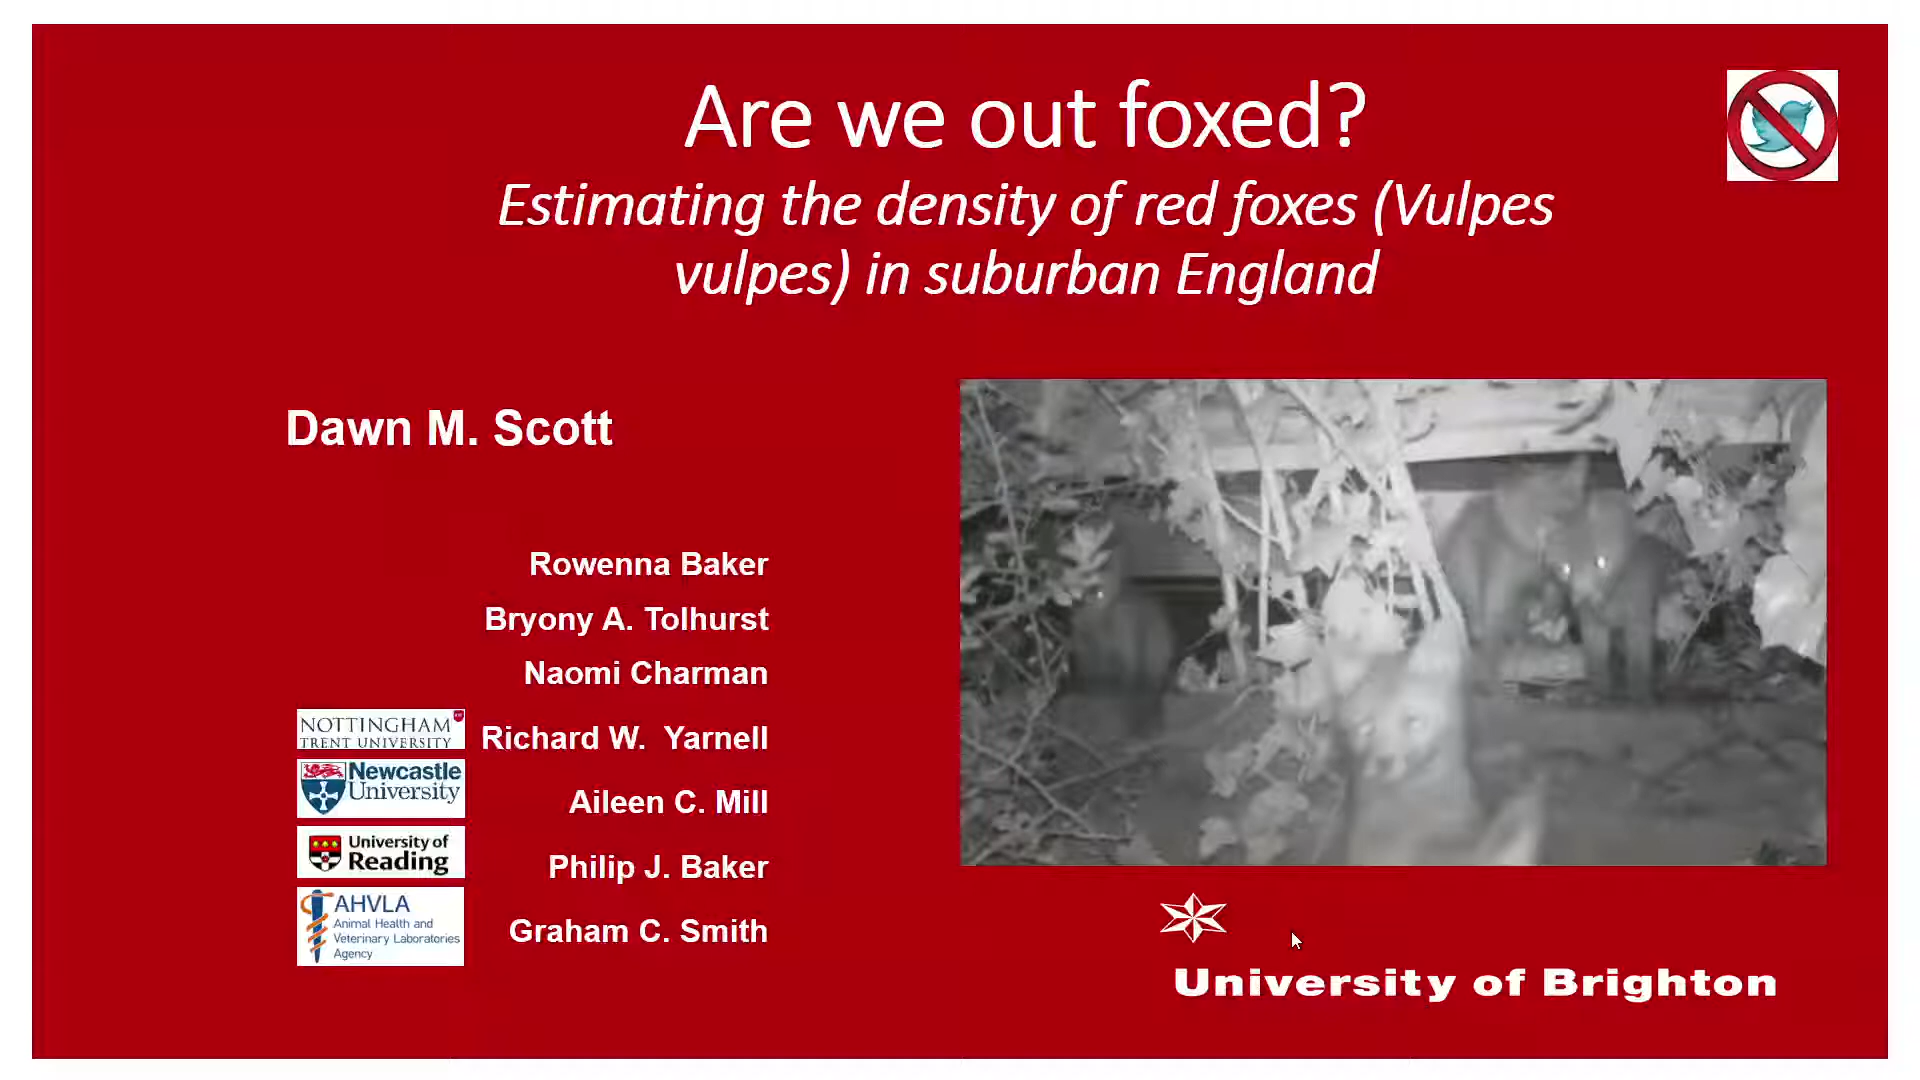 Are we out foxed?
Estimating the density of red foxes (Vulpes
vulpes) in suburban England
Dawn M. Scott
Rowenna Baker
Bryony A. Tolhurst
Naomi Charman
NOTTINGHAM
TRENT UNIVERSITY
Richard W. Yarnell
Newcastle
University
Aileen C. Mill
University of
Reading
Philip J. Baker
AHVLA
Animal Health and
Veterinary Laboratories
Agency
Graham C. Smith
University of Brighton